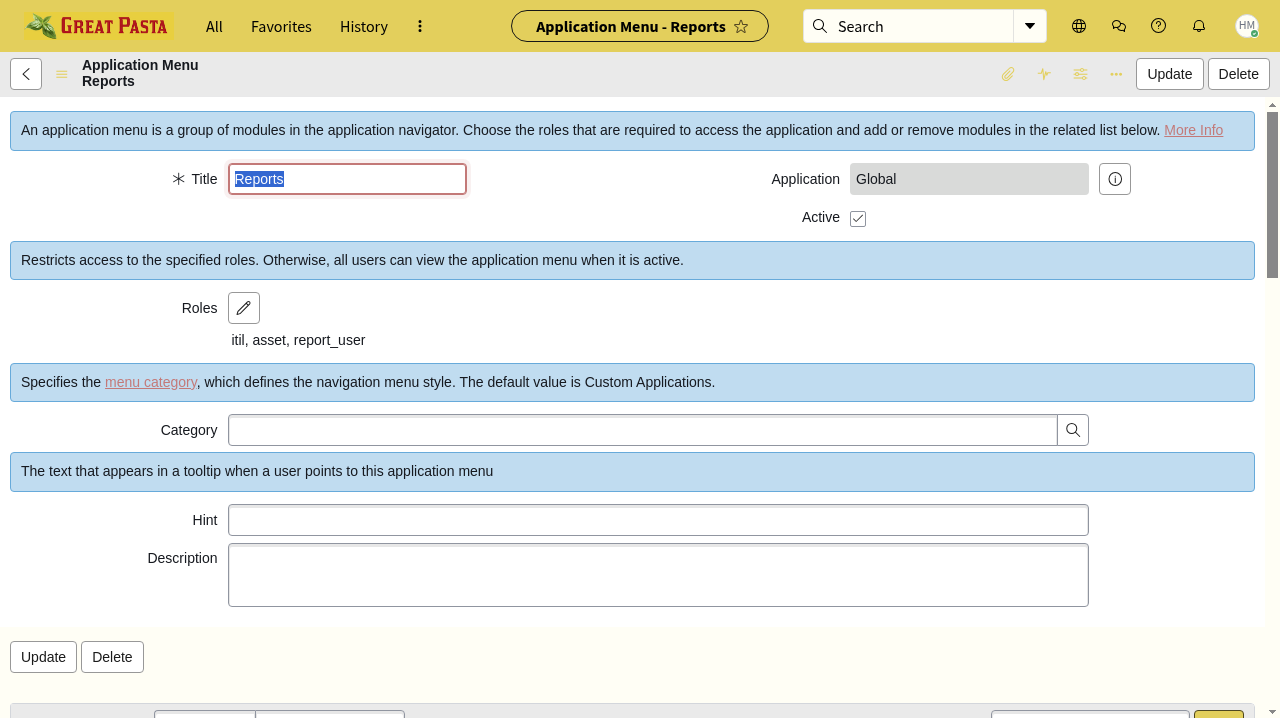 GREAT PASTA
All
Favorites
History
Application Menu - Reports
Search
HM
Application Menu
Reports
Update
Delete
An application menu is a group of modules in the application navigator. Choose the roles that are required to access the application and add or remove modules in the related list below. More Info
Title
Reports
Application
Global
Active
Restricts access to the specified roles. Otherwise, all users can view the application menu when it is active.
Roles
itil, asset, report_user
Specifies the menu category, which defines the navigation menu style. The default value is Custom Applications.
Category
The text that appears in a tooltip when a user points to this application menu
Hint
Description
Update
Delete